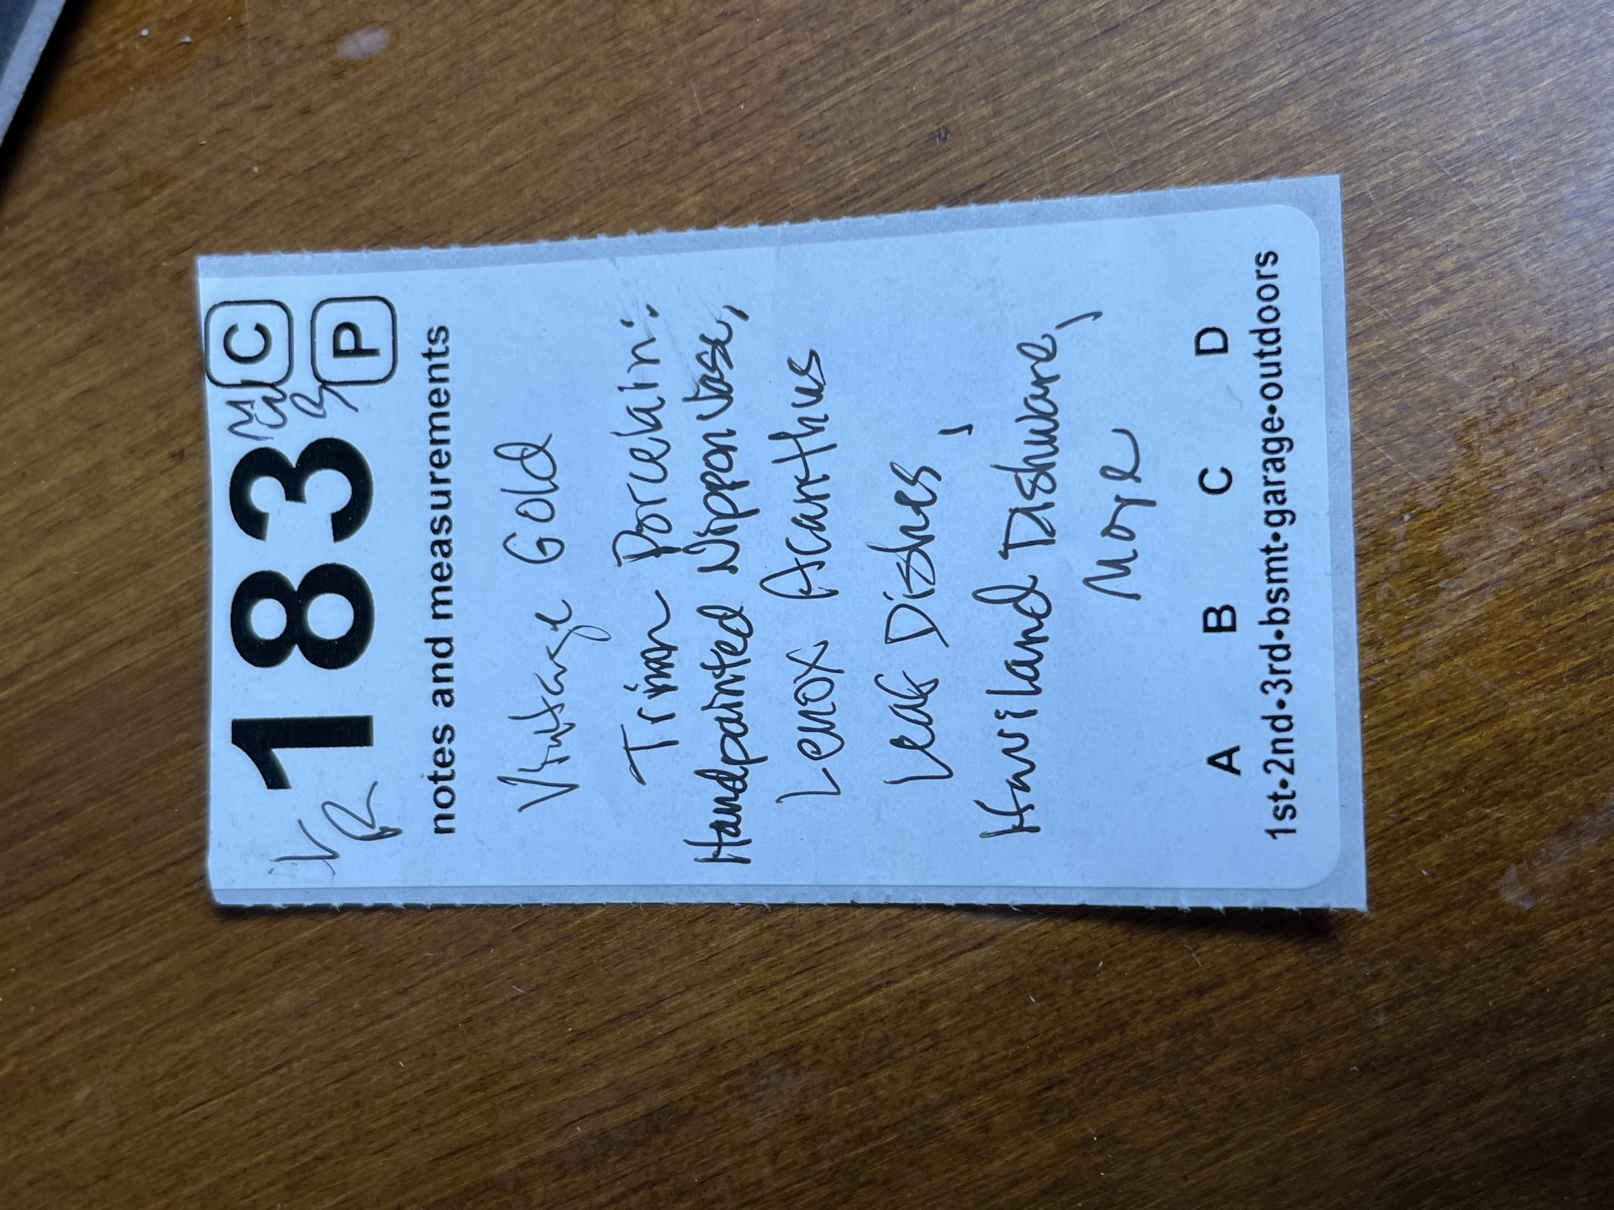 183 C
P
notes and measurements
Vintage Gold
Trim Porcelain:
Handpainted Nippon Vase,
Lenox Acanthus
Leaf Dishes,
Haviland Dishware,
More
A B C D
1st•2nd•3rd•bsmt•garage•outdoors